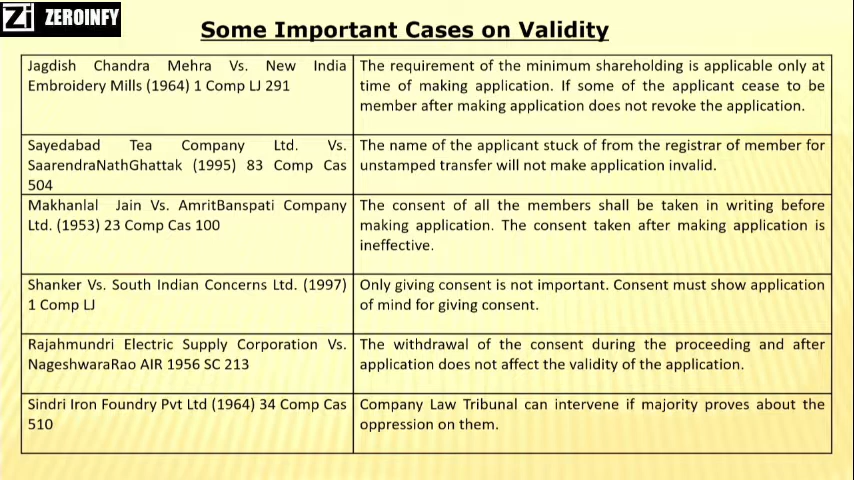 Zi ZEROINFY
Some Important Cases on Validity
Jagdish Chandra Mehra Vs. New India
Embroidery Mills (1964) 1 Comp LJ 291
The requirement of the minimum shareholding is applicable only at
time of making application. If some of the applicant cease to be
member after making application does not revoke the application.
Sayedabad Tea Company Ltd. Vs.
SaarendraNathGhattak (1995) 83 Comp Cas
504
The name of the applicant stuck of from the registrar of member for
unstamped transfer will not make application invalid.
Makhanlal Jain Vs. AmritBanspati Company
Ltd. (1953) 23 Comp Cas 100
The consent of all the members shall be taken in writing before
making application. The consent taken after making application is
ineffective.
Shanker Vs. South Indian Concerns Ltd. (1997)
1 Comp LJ
Only giving consent is not important. Consent must show application
of mind for giving consent.
Rajahmundri Electric Supply Corporation Vs.
NageshwaraRao AIR 1956 SC 213
The withdrawal of the consent during the proceeding and after
application does not affect the validity of the application.
Sindri Iron Foundry Pvt Ltd (1964) 34 Comp Cas
510
Company Law Tribunal can intervene if majority proves about the
oppression on them.